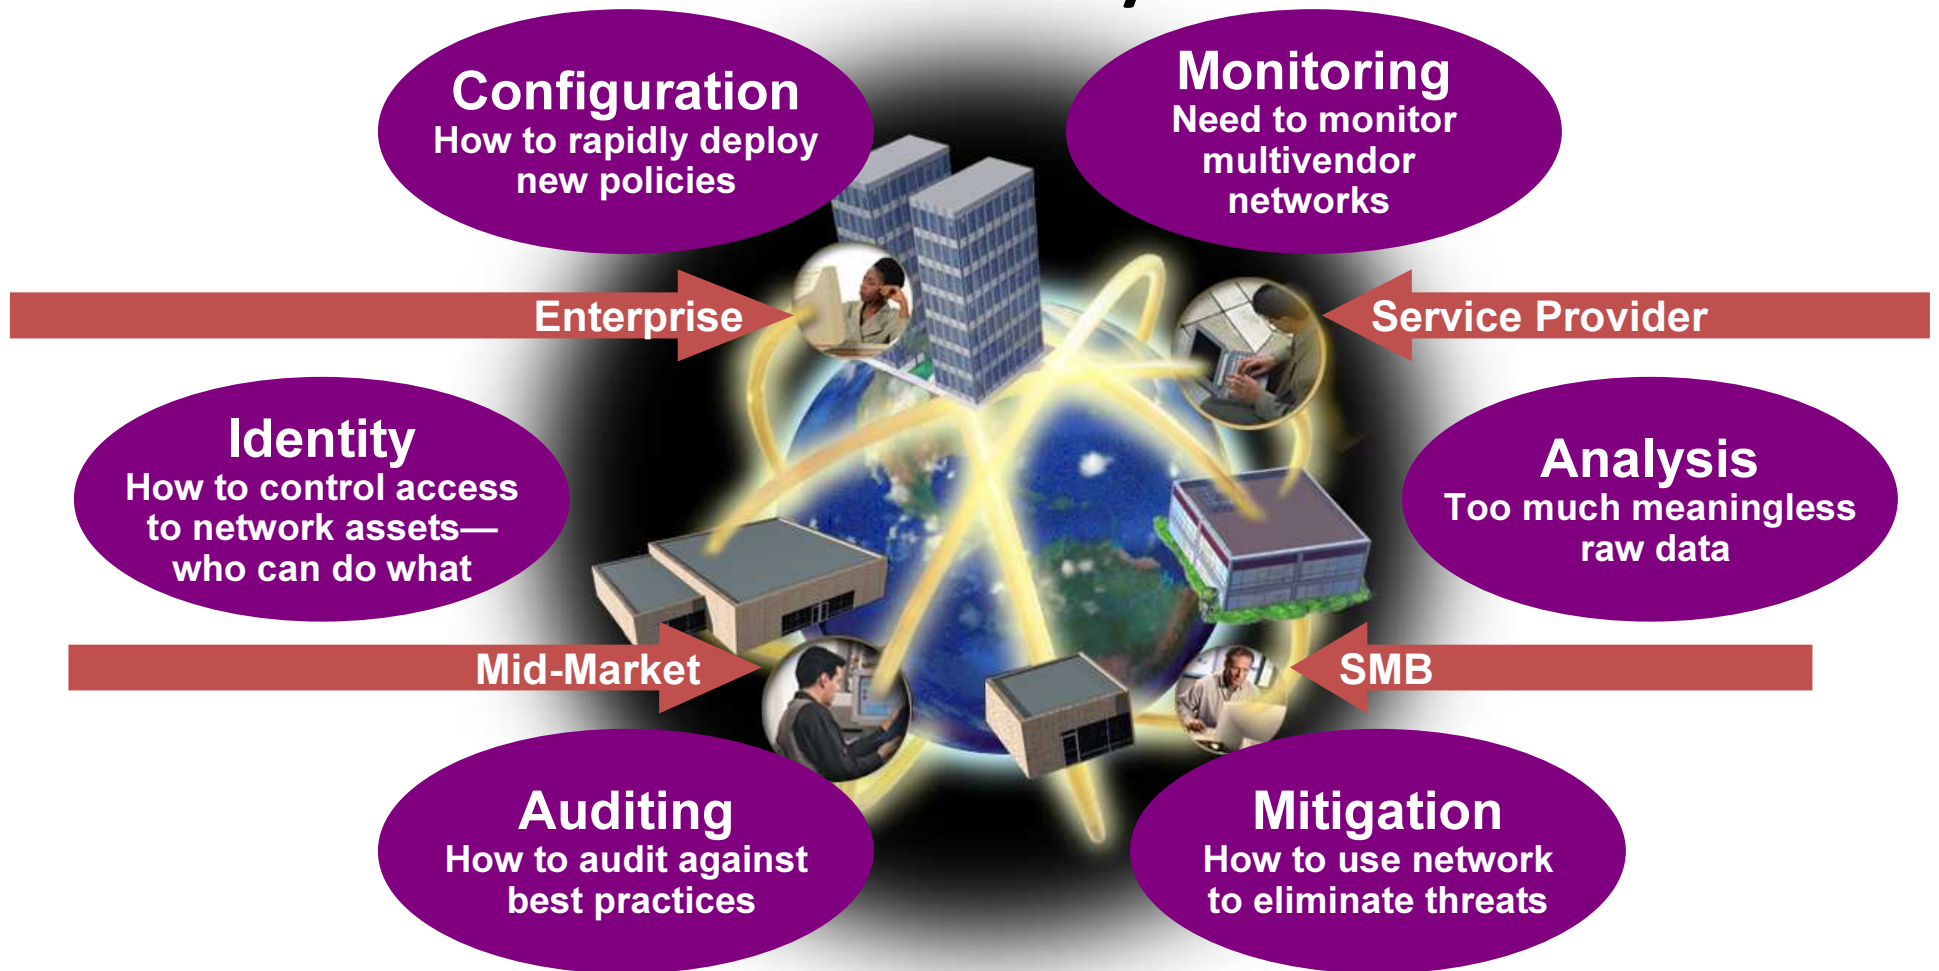 Configuration
How to rapidly deploy
new policies
Monitoring
Need to monitor
multivendor
networks
Enterprise
Service Provider
Identity
How to control access
to network assets—
who can do what
Analysis
Too much meaningless
raw data
Mid-Market
SMB
Auditing
How to audit against
best practices
Mitigation
How to use network
to eliminate threats